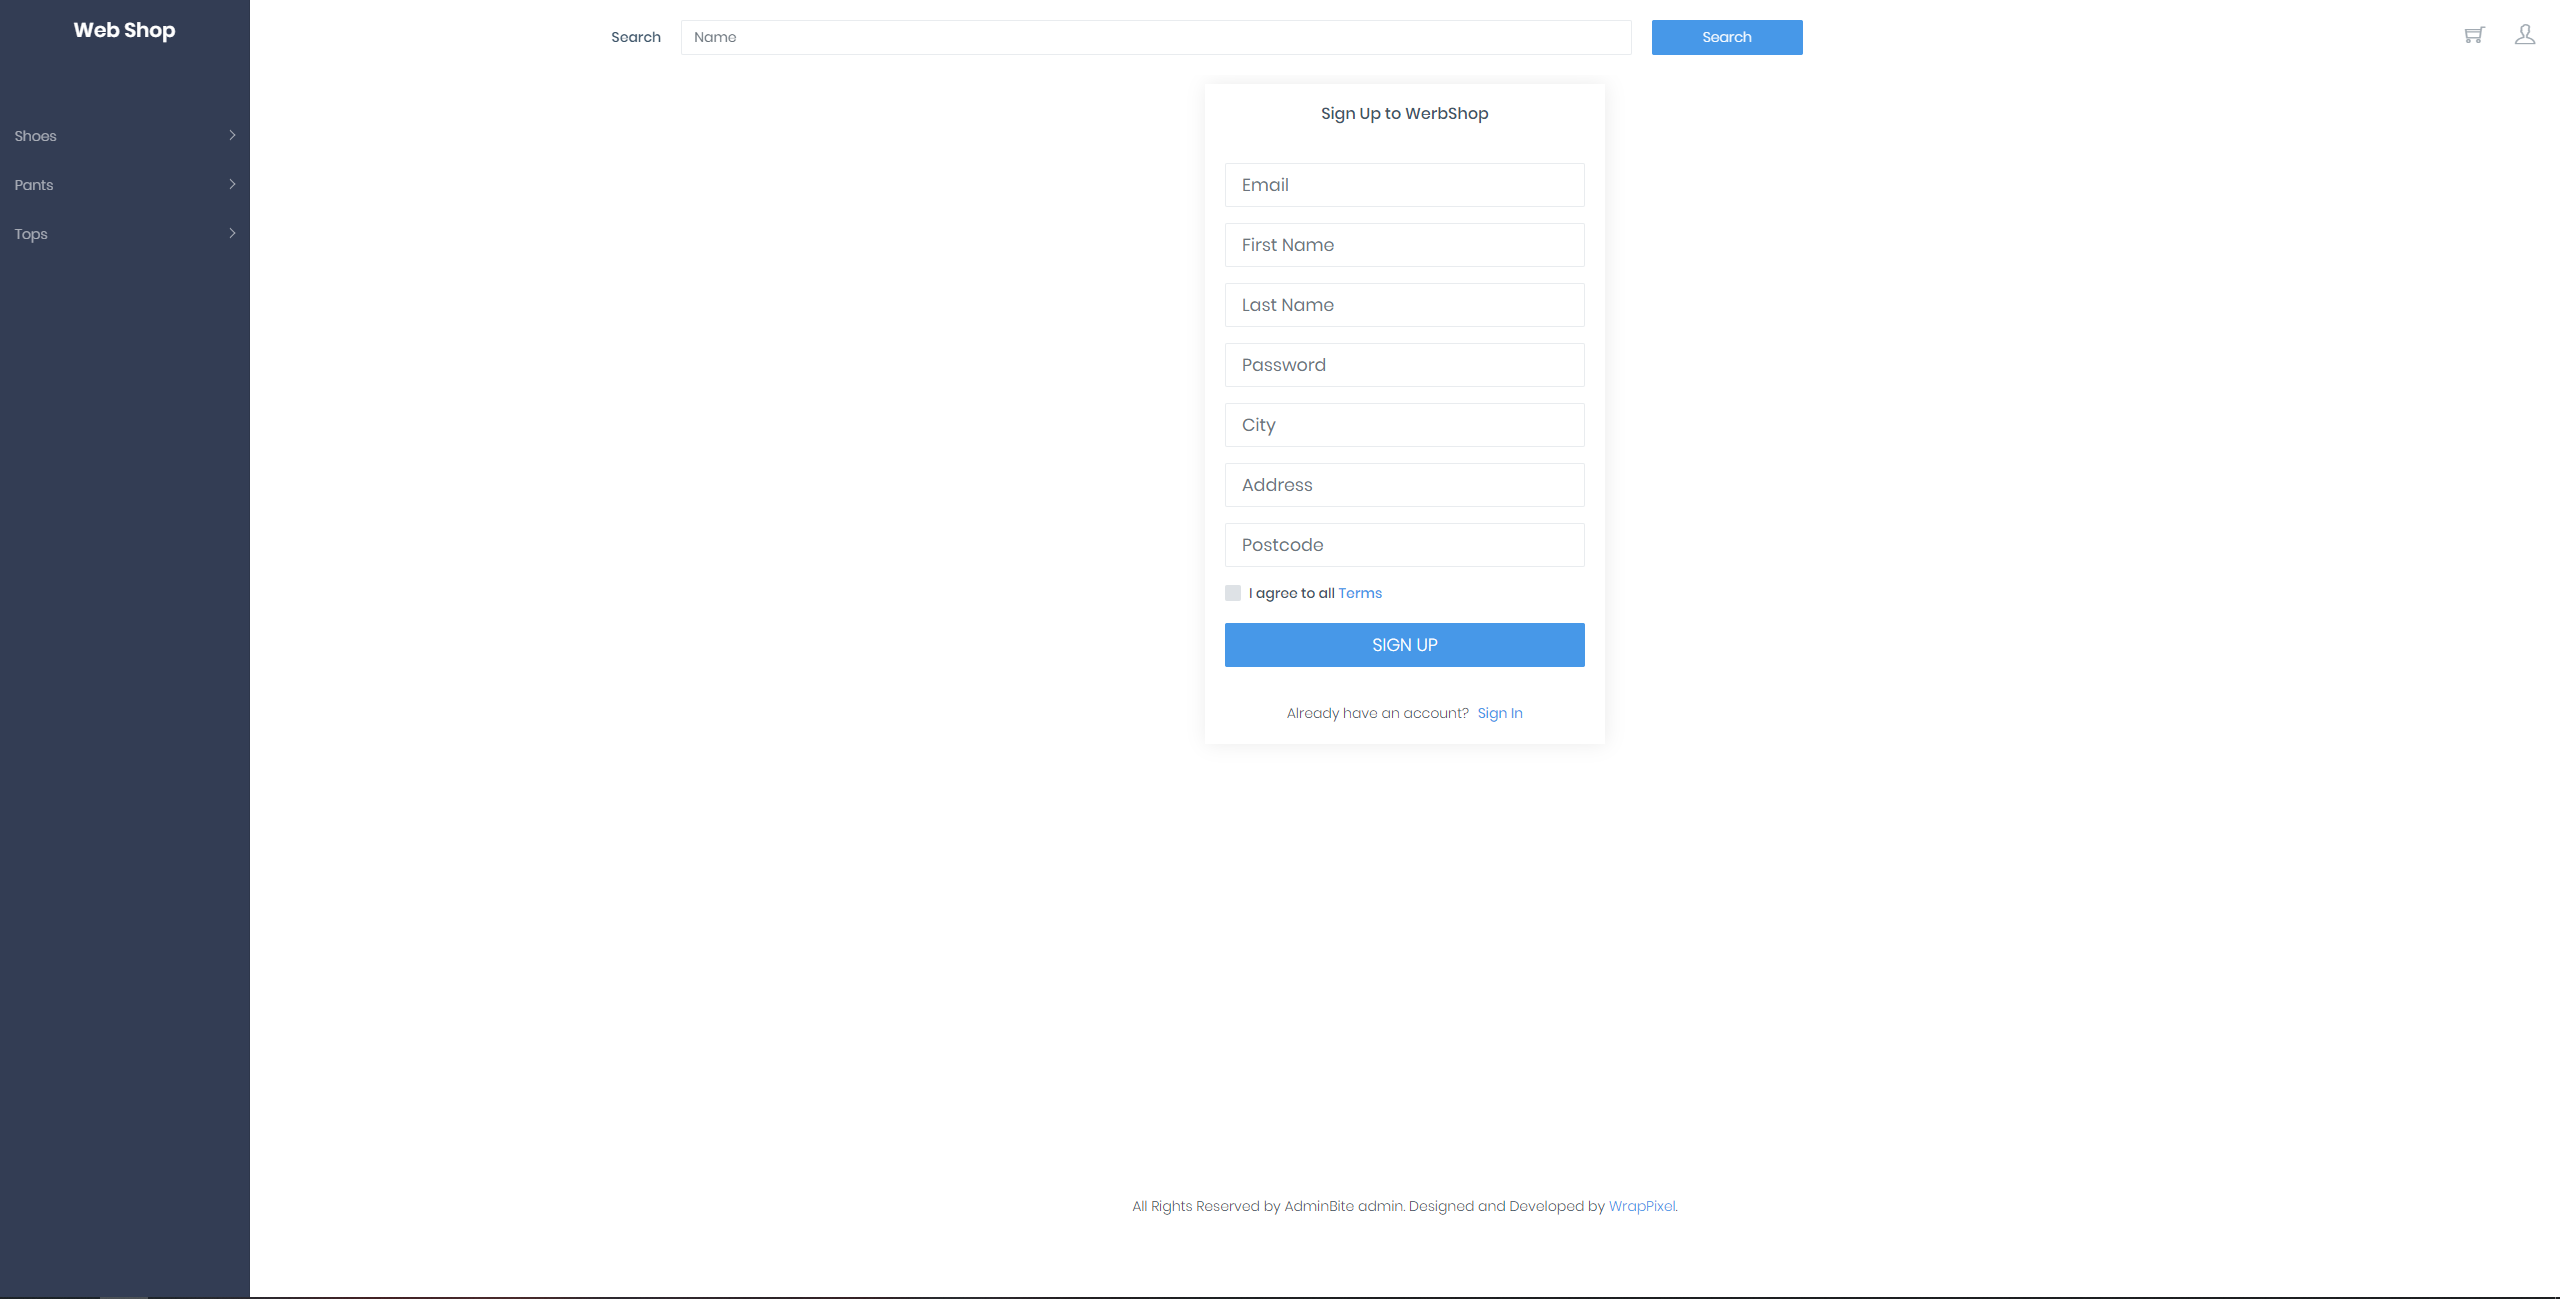 Web Shop
Search
Name
Search
Shoes
Pants
Tops
Sign Up to WerbShop
Email
First Name
Last Name
Password
City
Address
Postcode
I agree to all Terms
SIGN UP
Already have an account? Sign In
All Rights Reserved by AdminBite admin. Designed and Developed by WrapPixel.